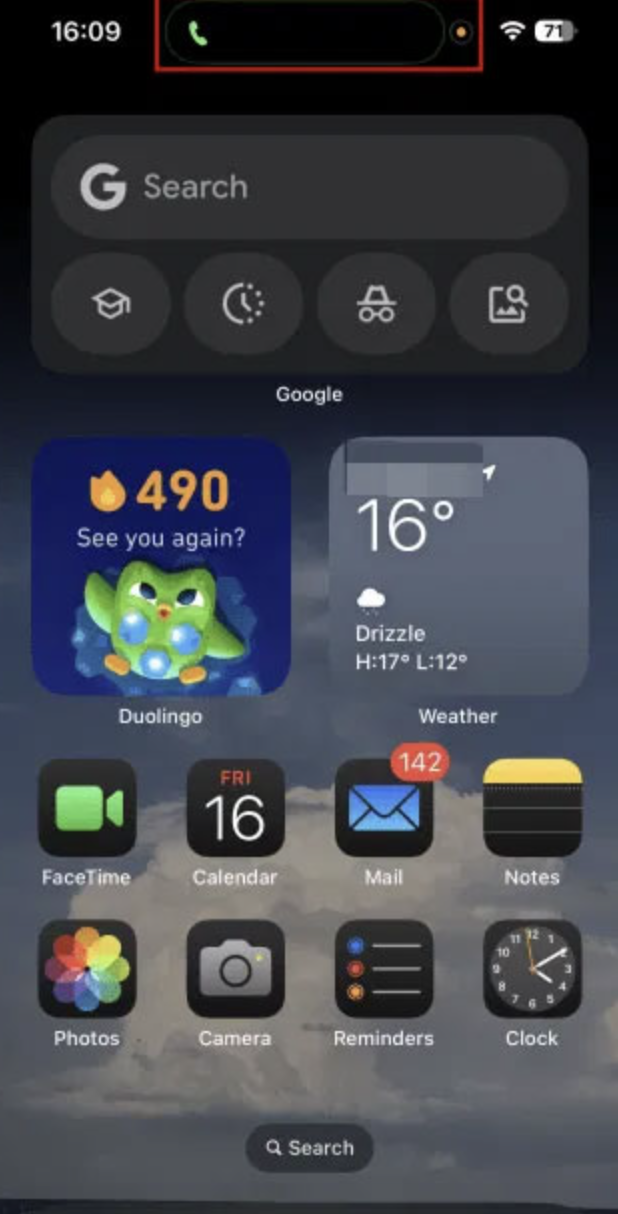 16:09
71
Search
Google
490
See you again?
16°
Drizzle
H:17° L:12°
Duolingo
Weather
FRI
16
142
FaceTime
Calendar
Mail
Notes
12
11
1
10
2
9
3
8
4
7
5
6
Photos
Camera
Reminders
Clock
Search